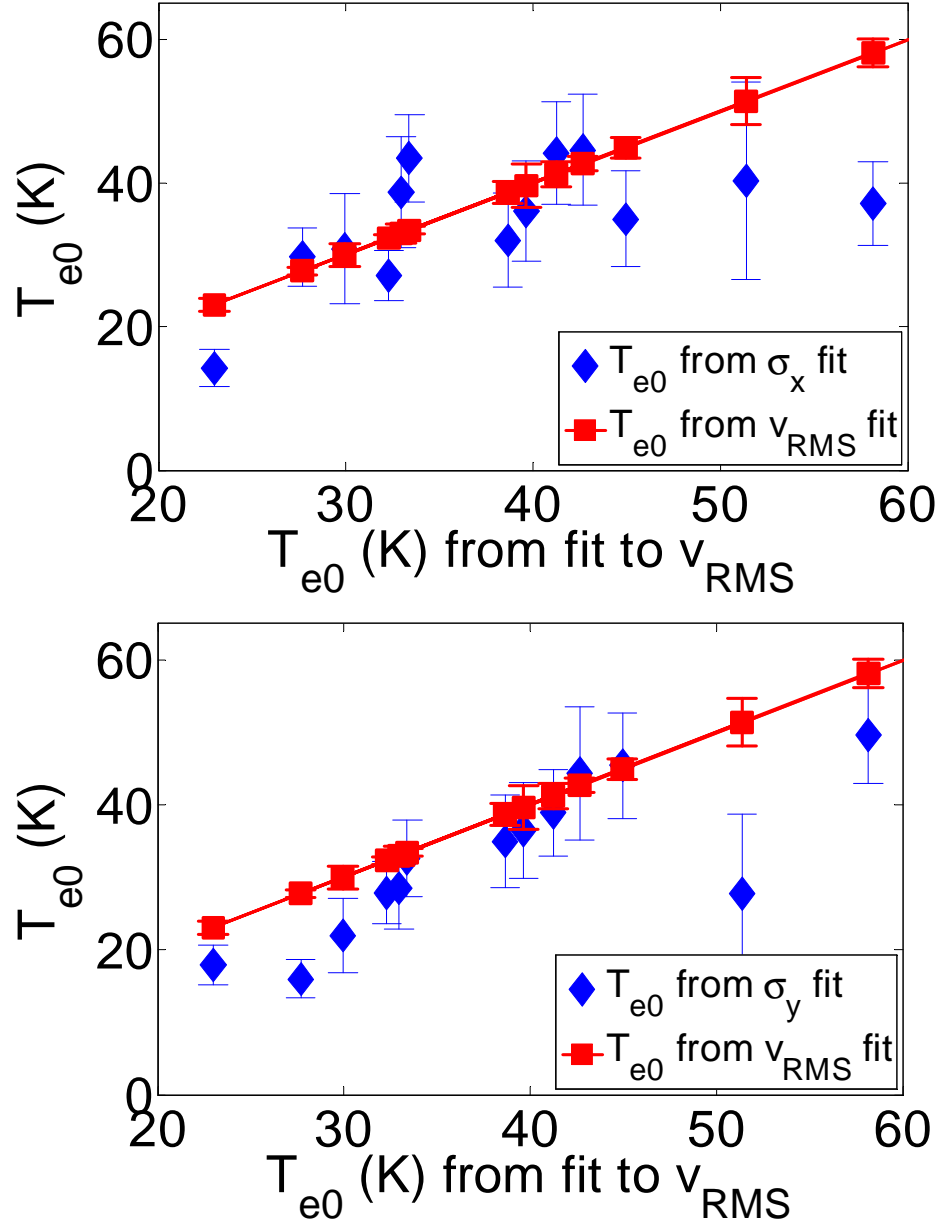 60
40
20
0
T_e0 (K)
T_e0 from σ_x fit
T_e0 from v_RMS fit
20 30 40 50 60
T_e0 (K) from fit to v_RMS
60
40
20
0
T_e0 (K)
T_e0 from σ_y fit
T_e0 from v_RMS fit
20 30 40 50 60
T_e0 (K) from fit to v_RMS